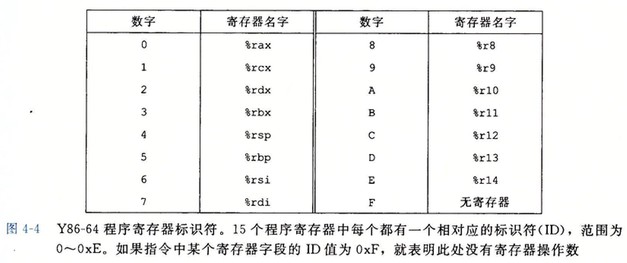 数字 寄存器名字 数字 寄存器名字
0 %rax 8 %r8
1 %rcx 9 %r9
2 %rdx A %r10
3 %rbx B %r11
4 %rsp C %r12
5 %rbp D %r13
6 %rsi E %r14
7 %rdi F 无寄存器
图 4-4 Y86-64 程序寄存器标识符。15 个程序寄存器中每个都有一个相对应的标识符(ID)，范围为
0～0xE。如果指令中某个寄存器字段的 ID 值为 0xF，就表明此处没有寄存器操作数